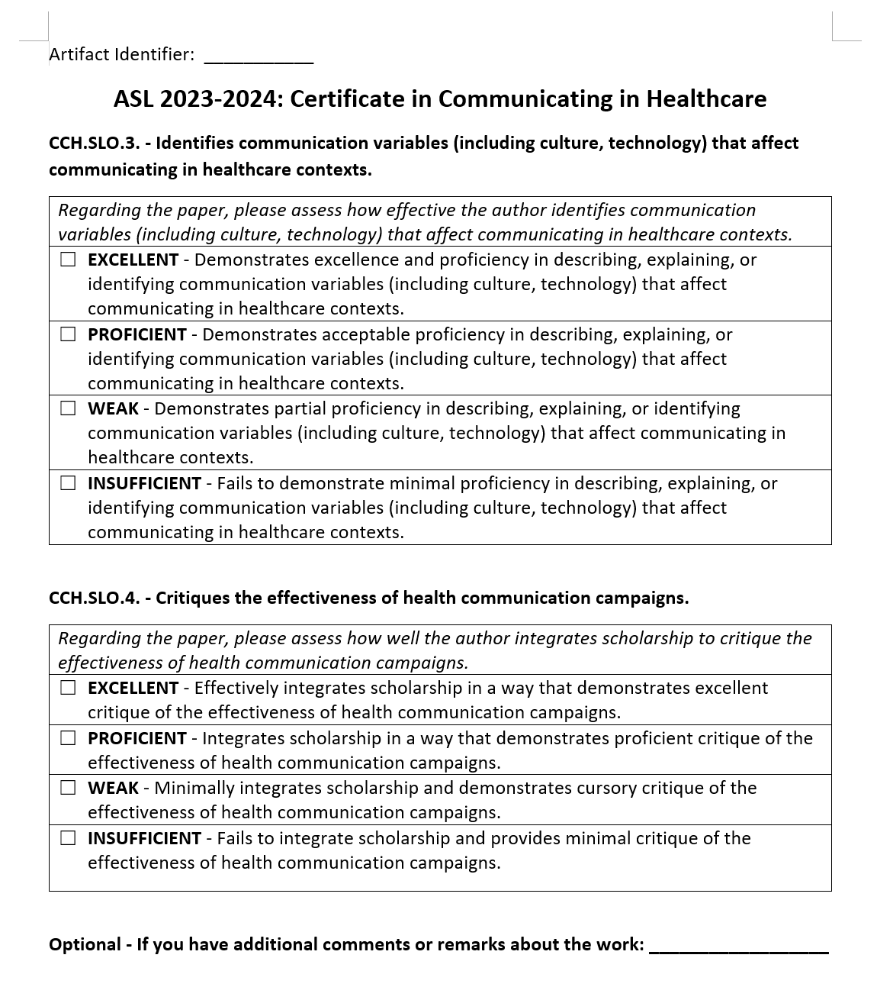 Artifact Identifier: ___________
ASL 2023-2024: Certificate in Communicating in Healthcare
CCH.SLO.3. - Identifies communication variables (including culture, technology) that affect
communicating in healthcare contexts.
Regarding the paper, please assess how effective the author identifies communication
variables (including culture, technology) that affect communicating in healthcare contexts.
☐ EXCELLENT - Demonstrates excellence and proficiency in describing, explaining, or
identifying communication variables (including culture, technology) that affect
communicating in healthcare contexts.
☐ PROFICIENT - Demonstrates acceptable proficiency in describing, explaining, or
identifying communication variables (including culture, technology) that affect
communicating in healthcare contexts.
☐ WEAK - Demonstrates partial proficiency in describing, explaining, or identifying
communication variables (including culture, technology) that affect communicating in
healthcare contexts.
☐ INSUFFICIENT - Fails to demonstrate minimal proficiency in describing, explaining, or
identifying communication variables (including culture, technology) that affect
communicating in healthcare contexts.
CCH.SLO.4. - Critiques the effectiveness of health communication campaigns.
Regarding the paper, please assess how well the author integrates scholarship to critique the
effectiveness of health communication campaigns.
☐ EXCELLENT - Effectively integrates scholarship in a way that demonstrates excellent
critique of the effectiveness of health communication campaigns.
☐ PROFICIENT - Integrates scholarship in a way that demonstrates proficient critique of the
effectiveness of health communication campaigns.
☐ WEAK - Minimally integrates scholarship and demonstrates cursory critique of the
effectiveness of health communication campaigns.
☐ INSUFFICIENT - Fails to integrate scholarship and provides minimal critique of the
effectiveness of health communication campaigns.
Optional - If you have additional comments or remarks about the work: __________________